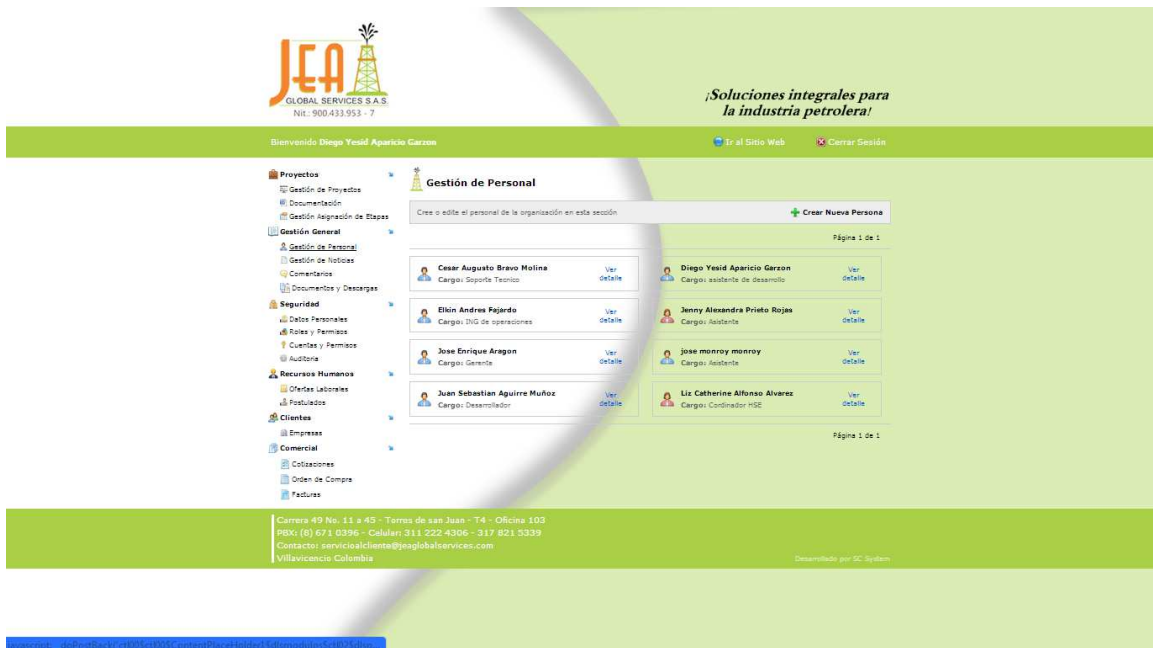 JEA
GLOBAL SERVICES S.A.S.
Nit.: 900.433.953 - 7
¡Soluciones integrales para
la industria petrolera!
Bienvenido Diego Yesid Aparicio Garzon
Ir al Sitio Web
Cerrar Sesión
Proyectos
Gestión de Proyectos
Documentación
Gestión Asignación de Etapas
Gestión General
Gestión de Personal
Gestión de Noticias
Comentarios
Documentos y Descargas
Seguridad
Datos Personales
Roles y Permisos
Cuentas y Permisos
Auditoria
Recursos Humanos
Ofertas Laborales
Postulados
Clientes
Empresas
Comercial
Cotizaciones
Orden de Compra
Facturas
Gestión de Personal
Cree o edite el personal de la organización en esta sección
Crear Nueva Persona
Página 1 de 1
Cesar Augusto Bravo Molina
Cargo: Soporte Tecnico
Ver
detalle
Diego Yesid Aparicio Garzon
Cargo: asistente de desarrollo
Ver
detalle
Elkin Andres Fajardo
Cargo: ING de operaciones
Ver
detalle
Jenny Alexandra Prieto Rojas
Cargo: Asistente
Ver
detalle
Jose Enrique Aragon
Cargo: Gerente
Ver
detalle
jose monroy monroy
Cargo: Asistente
Ver
detalle
Juan Sebastian Aguirre Muñoz
Cargo: Desarrollador
Ver
detalle
Liz Catherine Alfonso Alvarez
Cargo: Cordinador HSE
Ver
detalle
Página 1 de 1
Carrera 49 No. 11 a 45 - Torres de san Juan - T4 - Oficina 103
PBX: (8) 671 0396 - Celular: 311 222 4306 - 317 821 5339
Contacto: servicioalcliente@jeaglobalservices.com
Villavicencio Colombia
Desarrollado por SC System